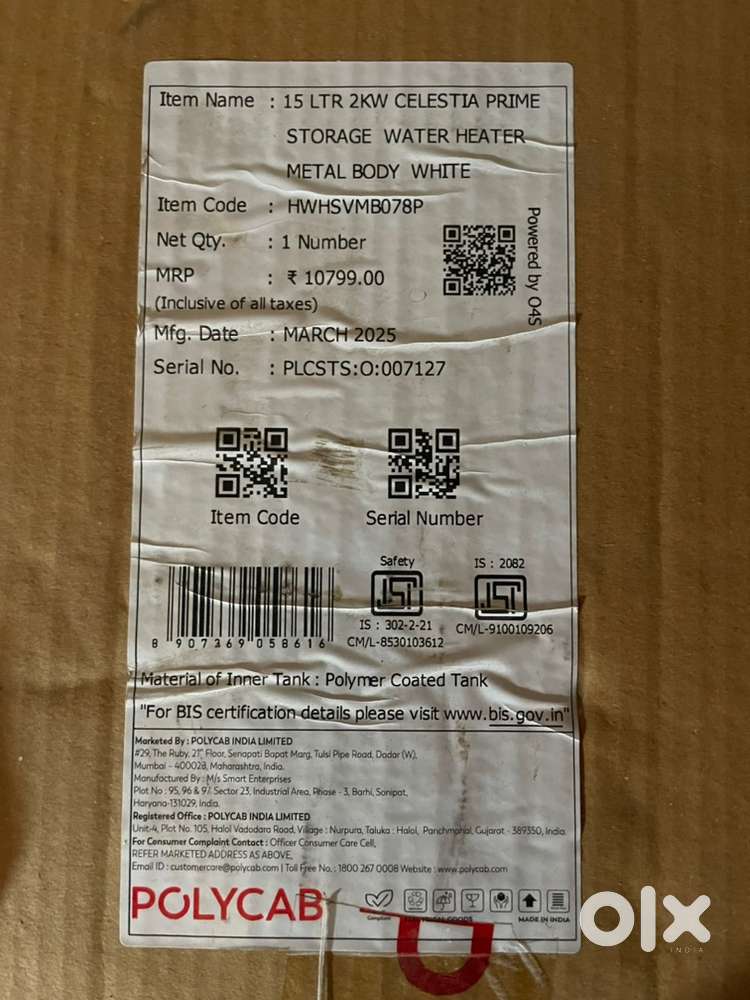 Item Name : 15 LTR 2KW CELESTIA PRIME
STORAGE WATER HEATER
METAL BODY WHITE
Item Code : HWHSVMB078P
Net Qty. : 1 Number
MRP : ₹ 10799.00
(Inclusive of all taxes)
Mfg. Date : MARCH 2025
Serial No. : PLCSTS:O:007127
Powered by O4S
Item Code
Serial Number
Safety
IS : 302-2-21
CM/L-8530103612
IS : 2082
CM/L-9100109206
8 907369 058616
Material of Inner Tank : Polymer Coated Tank
"For BIS certification details please visit www.bis.gov.in"
Marketed By : POLYCAB INDIA LIMITED
#29, The Ruby, 21st Floor, Senapati Bapat Marg, Tulsi Pipe Road, Dadar (W),
Mumbai - 400028, Maharashtra, India.
Manufactured By : M/s Smart Enterprises
Plot No : 95, 96 & 97 Sector 23, Industrial Area, Phase - 3, Barhi, Sonipat,
Haryana-131029, India.
Registered Office : POLYCAB INDIA LIMITED
Unit-4, Plot No. 105, Halol Vadodara Road, Village : Nurpura, Taluka : Halol, Panchmahal, Gujarat - 389350, India.
For Consumer Complaint Contact : Officer Consumer Care Cell,
REFER MARKETED ADDRESS AS ABOVE,
Email ID : customercare@polycab.com | Toll Free No. : 1800 267 0008 Website : www.polycab.com
POLYCAB
Compliant
GOODS
MADE IN INDIA
olx
INDIA